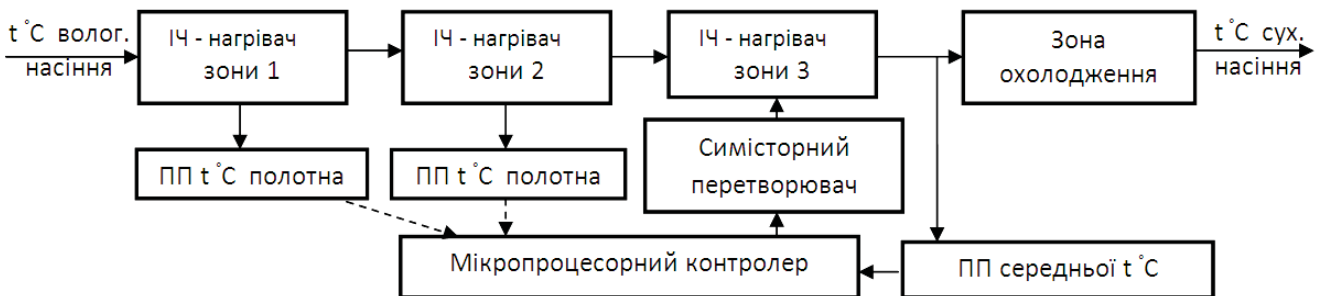 t °С волог.
насіння
ІЧ - нагрівач
зони 1
ІЧ - нагрівач
зони 2
ІЧ - нагрівач
зони 3
Зона
охолодження
t °С сух.
насіння
ПП t °С полотна
ПП t °С полотна
Симісторний
перетворювач
Мікропроцесорний контролер
ПП середньої t °С